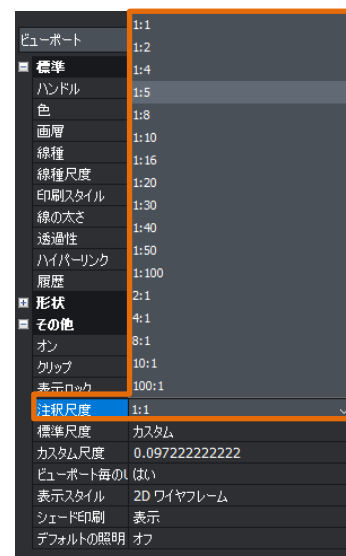 ビューポート
1:1
1:2
1:4
1:5
1:8
1:10
1:16
1:20
1:30
1:40
1:50
1:100
2:1
4:1
8:1
10:1
100:1
標準
ハンドル
色
画層
線種
線種尺度
印刷スタイル
線の太さ
透過性
ハイパーリンク
履歴
形状
その他
オン
クリップ
表示ロック
注釈尺度 1:1
標準尺度 カスタム
カスタム尺度 0.097222222222
ビューポート毎のL はい
表示スタイル 2D ワイヤフレーム
シェード印刷 表示
デフォルトの照明 オフ